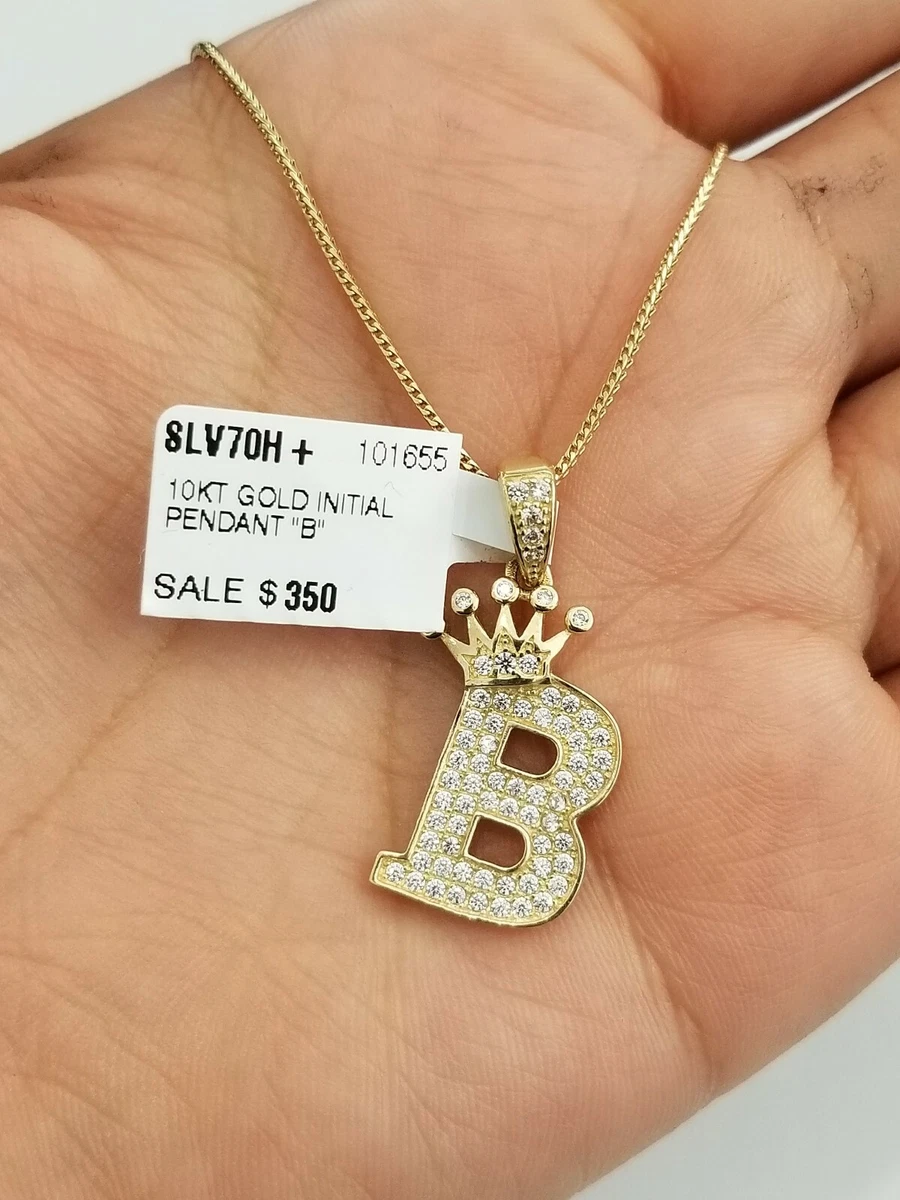 SLV70H + 101655
10KT GOLD INITIAL
PENDANT "B"
SALE $ 350
B